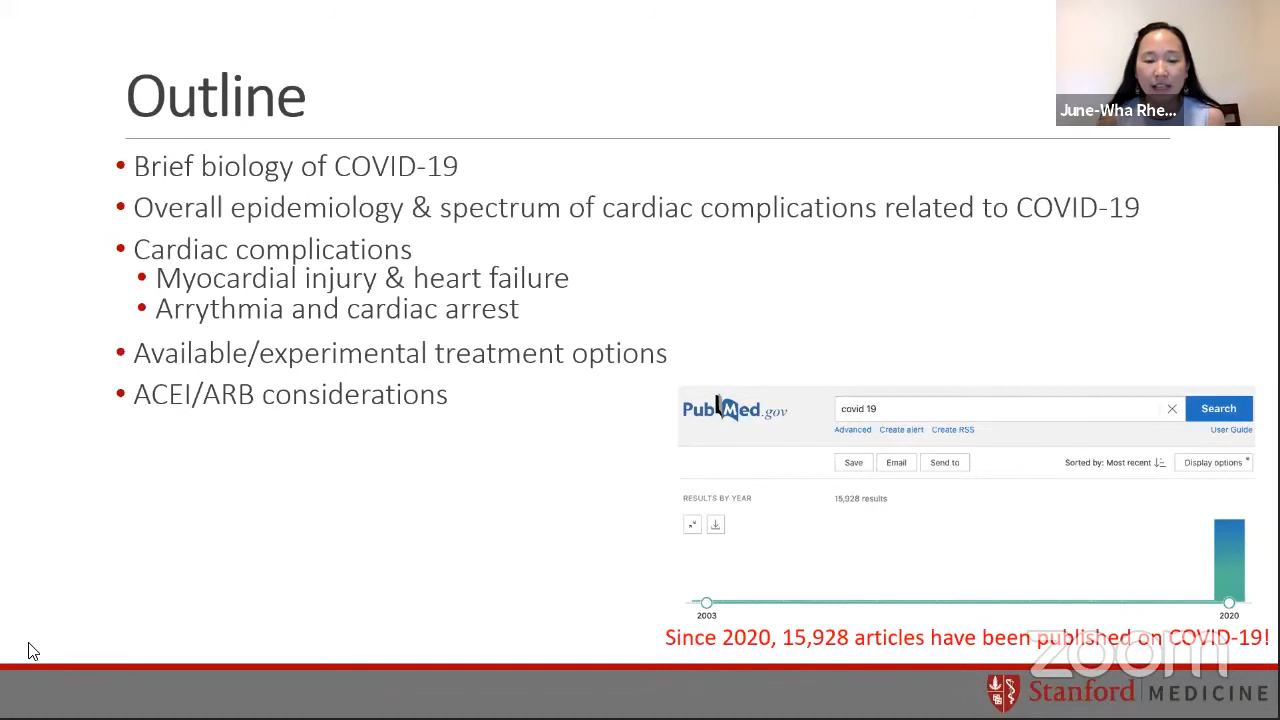 Outline
June-Wha Rhe...
• Brief biology of COVID-19
• Overall epidemiology & spectrum of cardiac complications related to COVID-19
• Cardiac complications
• Myocardial injury & heart failure
• Arrythmia and cardiac arrest
• Available/experimental treatment options
• ACEI/ARB considerations
PubMed.gov
covid 19
Search
Advanced Create alert Create RSS
User Guide
Save Email Send to
Sorted by: Most recent
Display options
RESULTS BY YEAR
15,928 results
2003
2020
Since 2020, 15,928 articles have been published on COVID-19!
zoom
Stanford MEDICINE